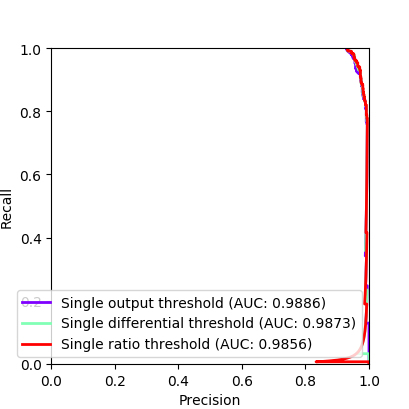 1.0
0.8
0.6
0.4
0.2
0.0
Recall
Single output threshold (AUC: 0.9886)
Single differential threshold (AUC: 0.9873)
Single ratio threshold (AUC: 0.9856)
0.0 0.2 0.4 0.6 0.8 1.0
Precision